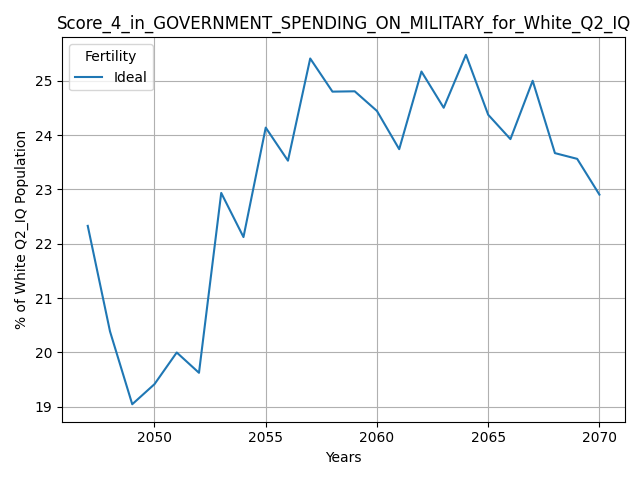 Score_4_in_GOVERNMENT_SPENDING_ON_MILITARY_for_White_Q2_IQ
Fertility
Ideal
% of White Q2_IQ Population
25
24
23
22
21
20
19
2050 2055 2060 2065 2070
Years